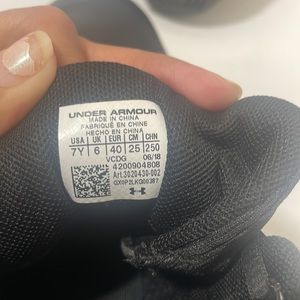 UNDER ARMOUR
MADE IN CHINA
FABRIQUÉ EN CHINE
HECHO EN CHINA
USA UK EUR CM CHN
7Y 6 40 25 250
VCDG 06/18
4200904808
Art.3020430-002
GX0P2LKQ00387